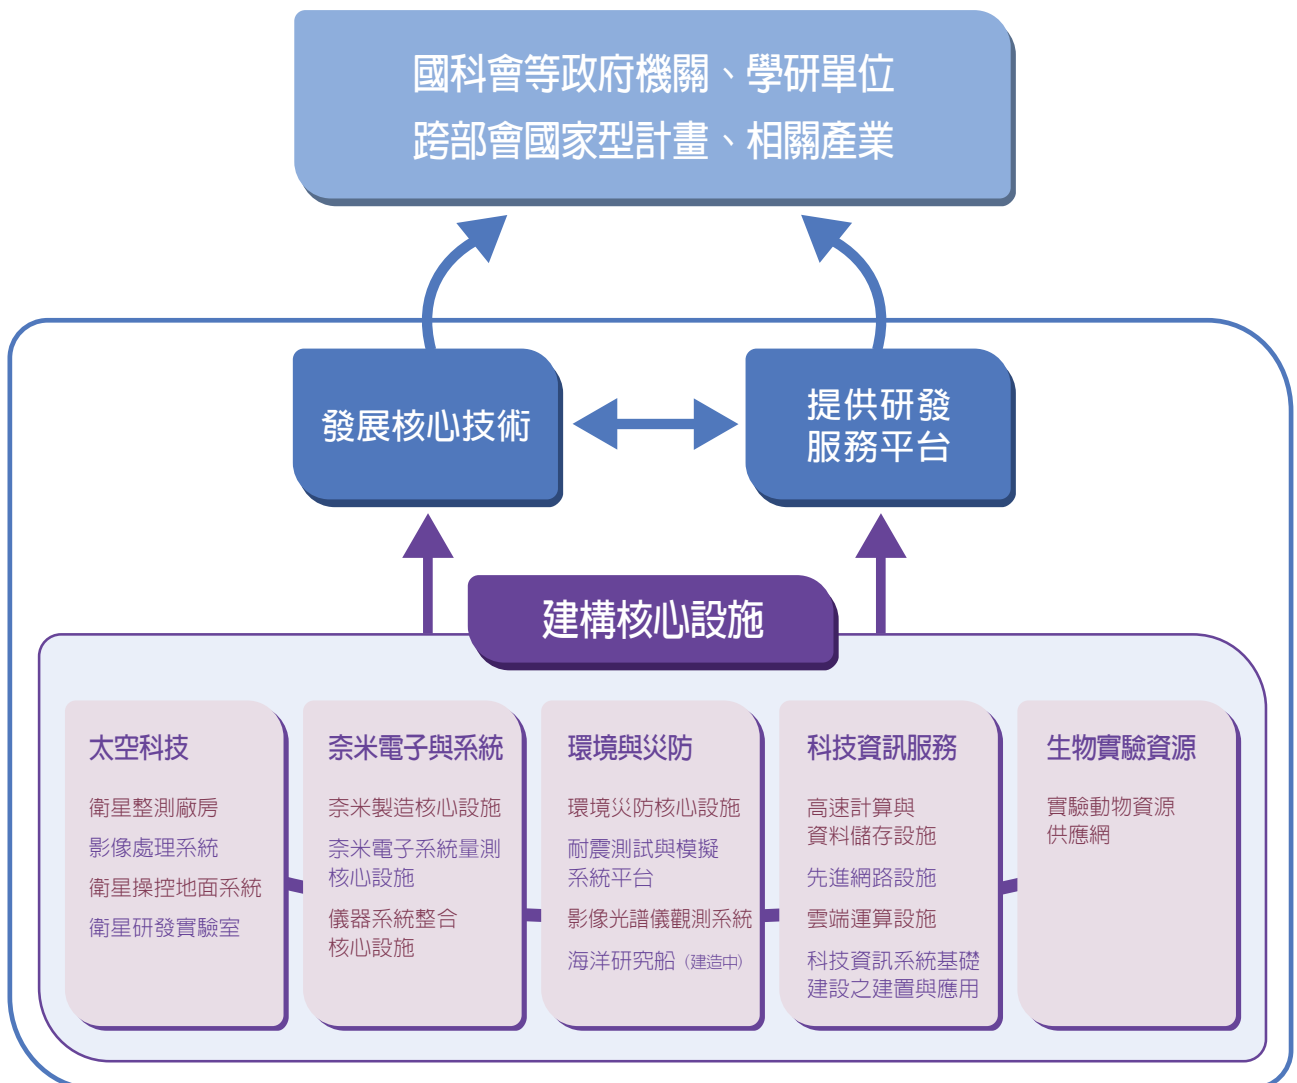 國科會等政府機關、學研單位
跨部會國家型計畫、相關產業
發展核心技術
提供研發
服務平台
建構核心設施
太空科技
衛星整測廠房
影像處理系統
衛星操控地面系統
衛星研發實驗室
奈米電子與系統
奈米製造核心設施
奈米電子系統量測
核心設施
儀器系統整合
核心設施
環境與災防
環境災防核心設施
耐震測試與模擬
系統平台
影像光譜儀觀測系統
海洋研究船（建造中）
科技資訊服務
高速計算與
資料儲存設施
先進網路設施
雲端運算設施
科技資訊系統基礎
建設之建置與應用
生物實驗資源
實驗動物資源
供應網